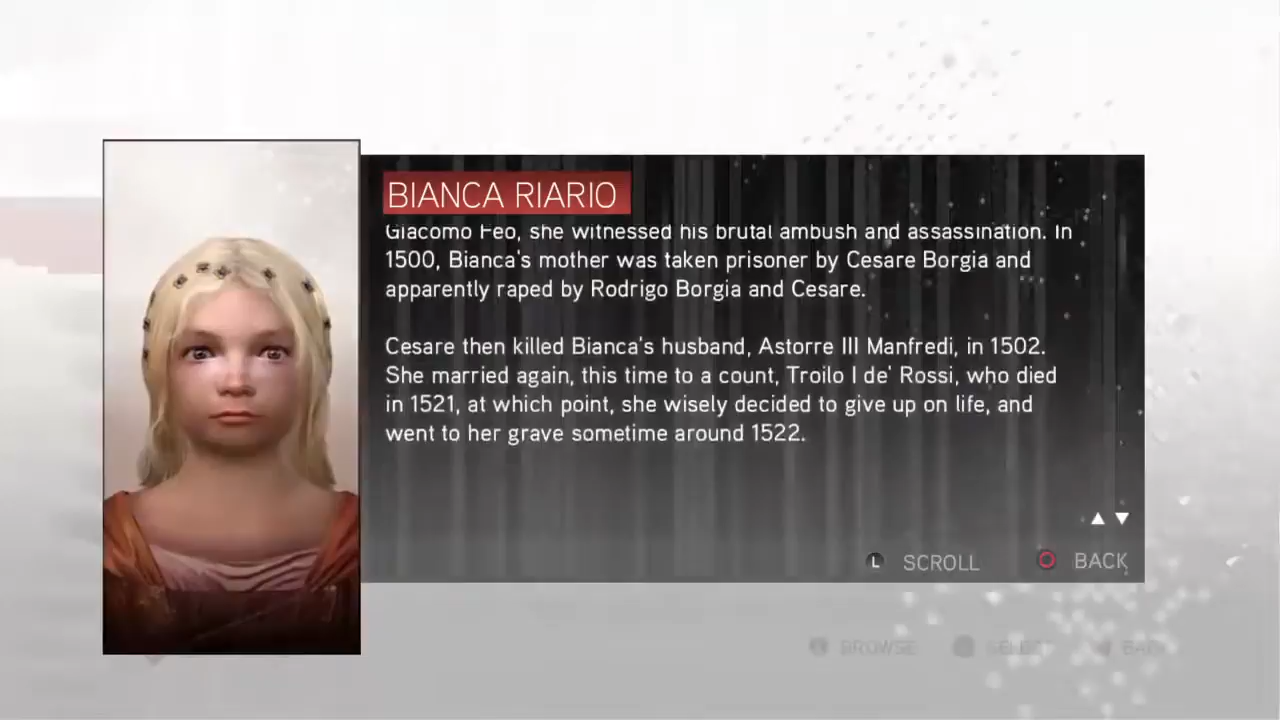 BIANCA RIARIO
Giacomo Feo, she witnessed his brutal ambush and assassination. In
1500, Bianca's mother was taken prisoner by Cesare Borgia and
apparently raped by Rodrigo Borgia and Cesare.
Cesare then killed Bianca's husband, Astorre III Manfredi, in 1502.
She married again, this time to a count, Troilo I de' Rossi, who died
in 1521, at which point, she wisely decided to give up on life, and
went to her grave sometime around 1522.
L SCROLL BACK
BROWSE SELECT BACK